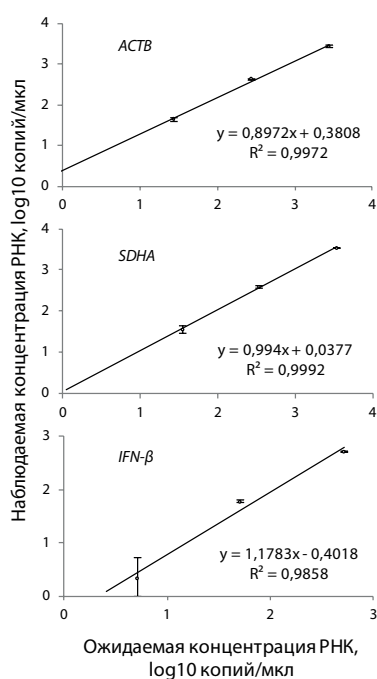 Наблюдаемая концентрация РНК, log10 копий/мкл
4
ACTB
3
2
y = 0,8972x + 0,3808
R² = 0,9972
1
0
0 1 2 3 4
4
SDHA
3
2
y = 0,994x + 0,0377
R² = 0,9992
1
0
0 1 2 3 4
3
IFN-β
2
y = 1,1783x - 0,4018
R² = 0,9858
1
0
0 1 2 3
Ожидаемая концентрация РНК,
log10 копий/мкл